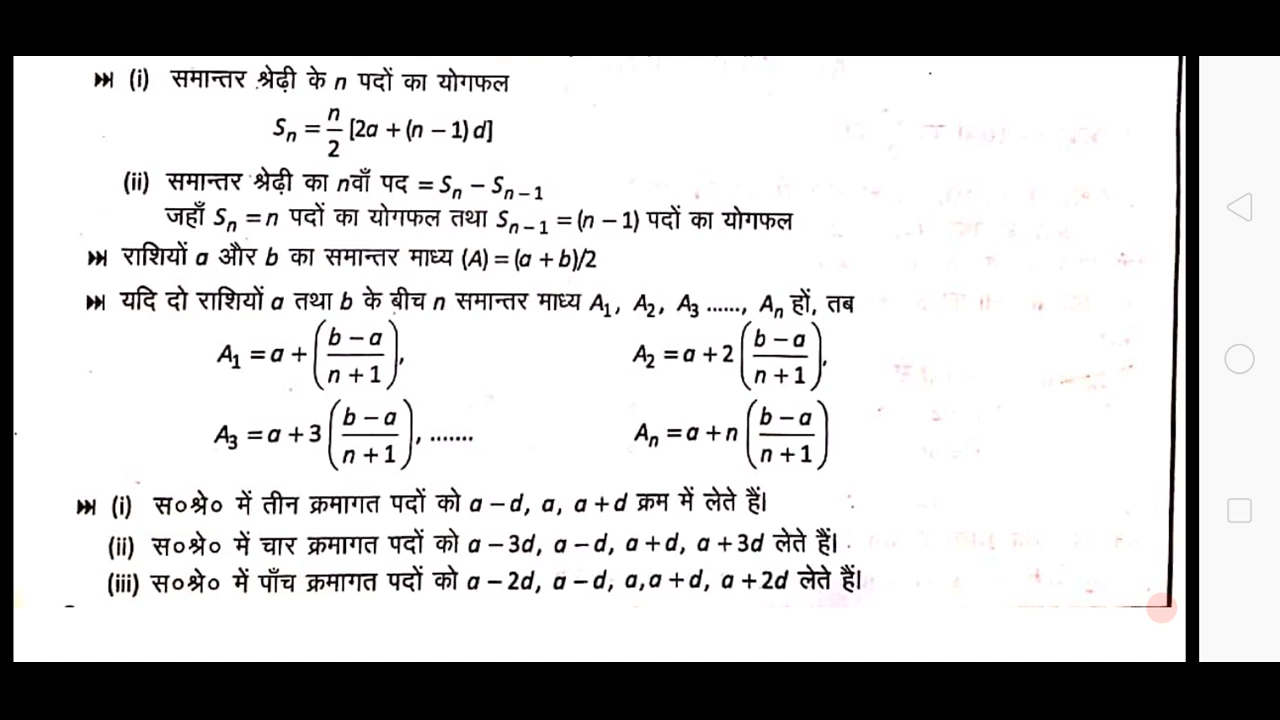 ⏭ (i) समान्तर श्रेढ़ी के n पदों का योगफल
Sn = n/2 [2a + (n – 1) d]
(ii) समान्तर श्रेढ़ी का nवाँ पद = Sn – Sn – 1
जहाँ Sn = n पदों का योगफल तथा Sn – 1 = (n – 1) पदों का योगफल
⏭ राशियों a और b का समान्तर माध्य (A) = (a + b)/2
⏭ यदि दो राशियों a तथा b के बीच n समान्तर माध्य A1, A2, A3 ......, An हों, तब
A1 = a + ((b – a)/(n + 1)), A2 = a + 2 ((b – a)/(n + 1)),
A3 = a + 3 ((b – a)/(n + 1)), ....... An = a + n ((b – a)/(n + 1))
⏭ (i) स०श्रे० में तीन क्रमागत पदों को a – d, a, a + d क्रम में लेते हैं।
(ii) स०श्रे० में चार क्रमागत पदों को a – 3d, a – d, a + d, a + 3d लेते हैं।
(iii) स०श्रे० में पाँच क्रमागत पदों को a – 2d, a – d, a, a + d, a + 2d लेते हैं।